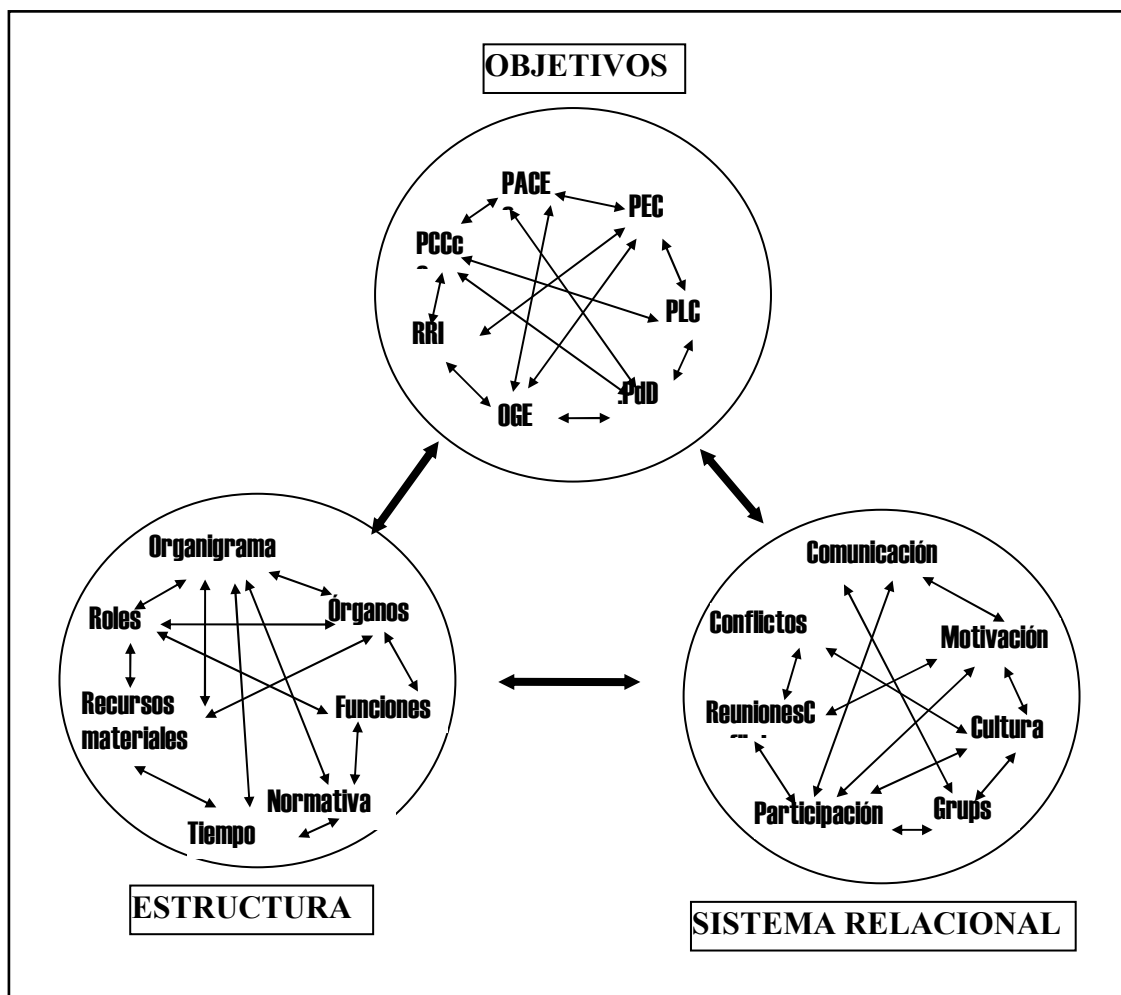 OBJETIVOS
PACE
PEC
PCCc
PLC
RRI
.PdD
OGE
Organigrama
Roles
Órganos
Recursos
materiales
Funciones
Normativa
Tiempo
ESTRUCTURA
Comunicación
Conflictos
Motivación
ReunionesC
Cultura
Participación
Grups
SISTEMA RELACIONAL